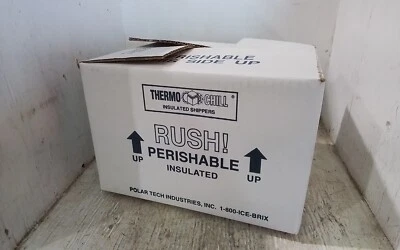 PERISHABLE
SIDE UP
THERMO CHILL
INSULATED SHIPPERS
RUSH!
PERISHABLE
INSULATED
UP
UP
POLAR TECH INDUSTRIES, INC. 1-800-ICE-BRIX